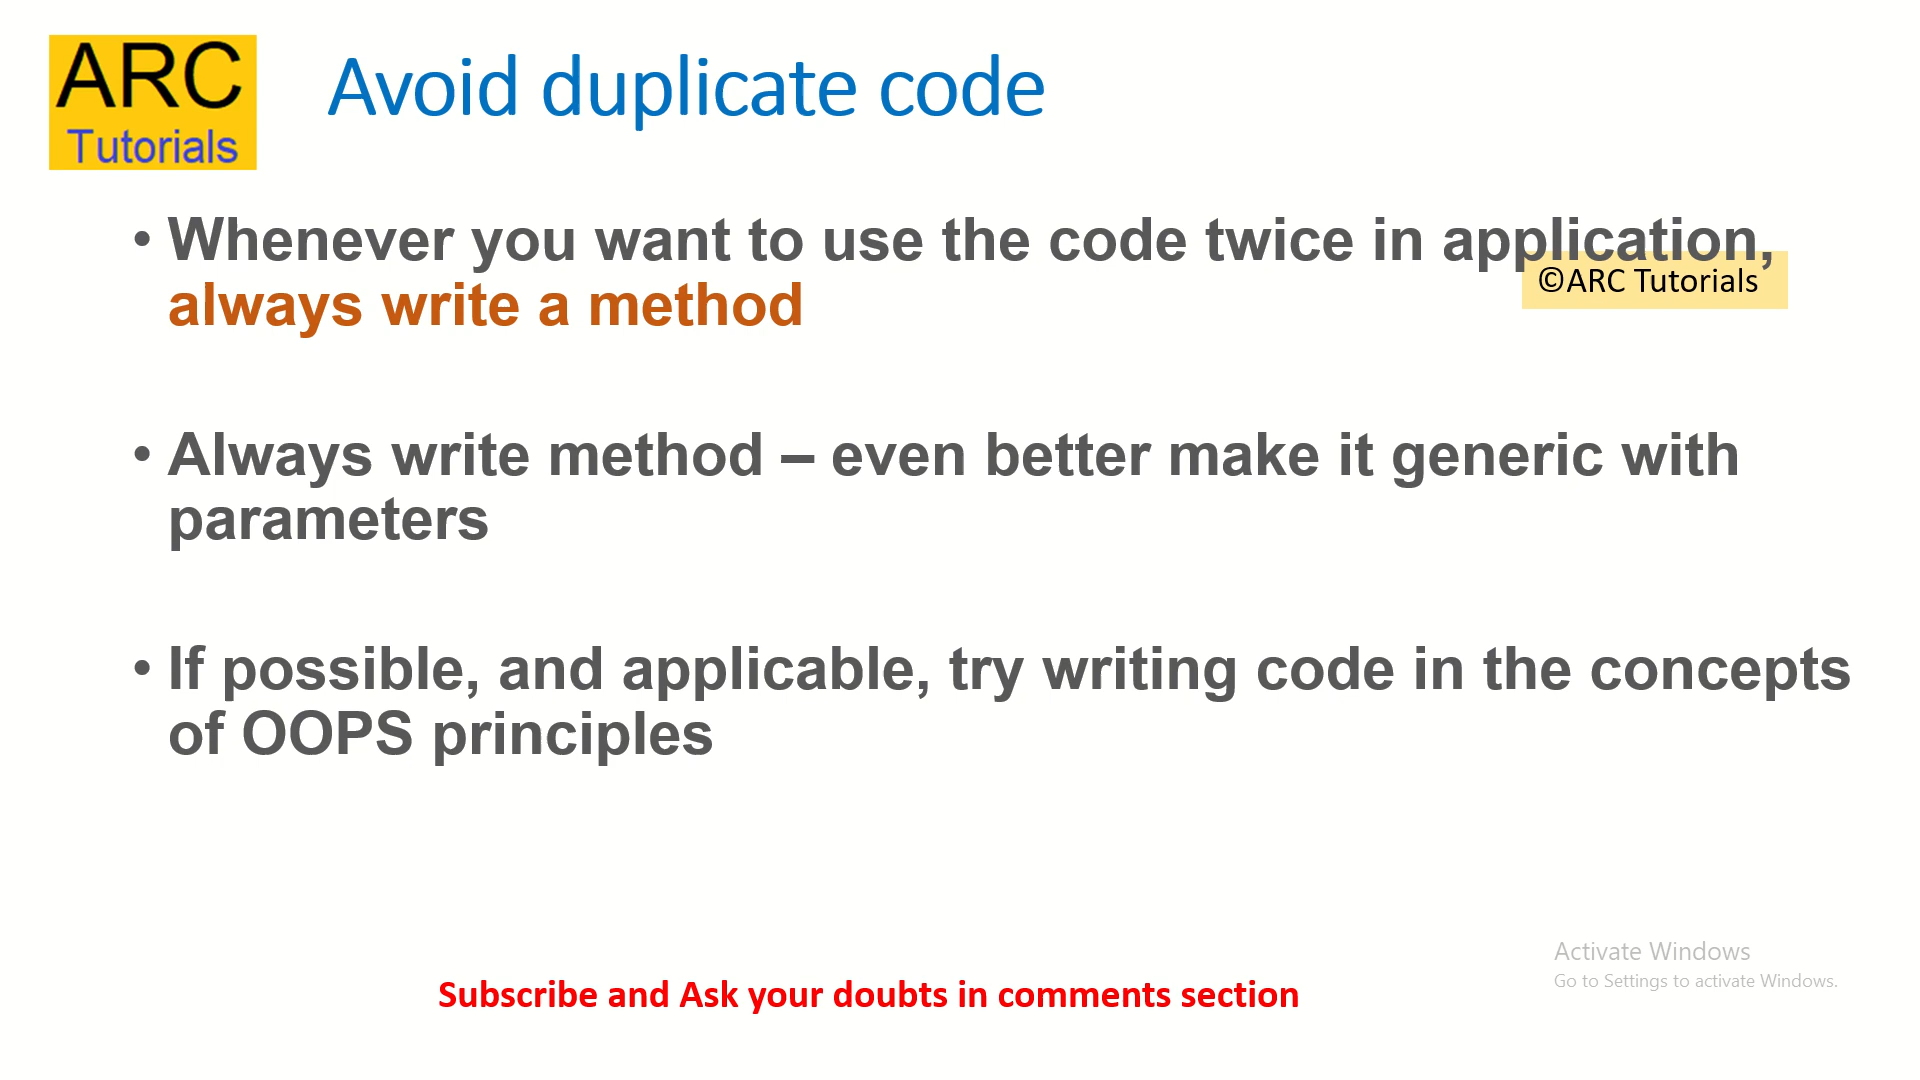 ARC
Tutorials
Avoid duplicate code
• Whenever you want to use the code twice in application,
always write a method
©ARC Tutorials
• Always write method – even better make it generic with
parameters
• If possible, and applicable, try writing code in the concepts
of OOPS principles
Activate Windows
Go to Settings to activate Windows.
Subscribe and Ask your doubts in comments section